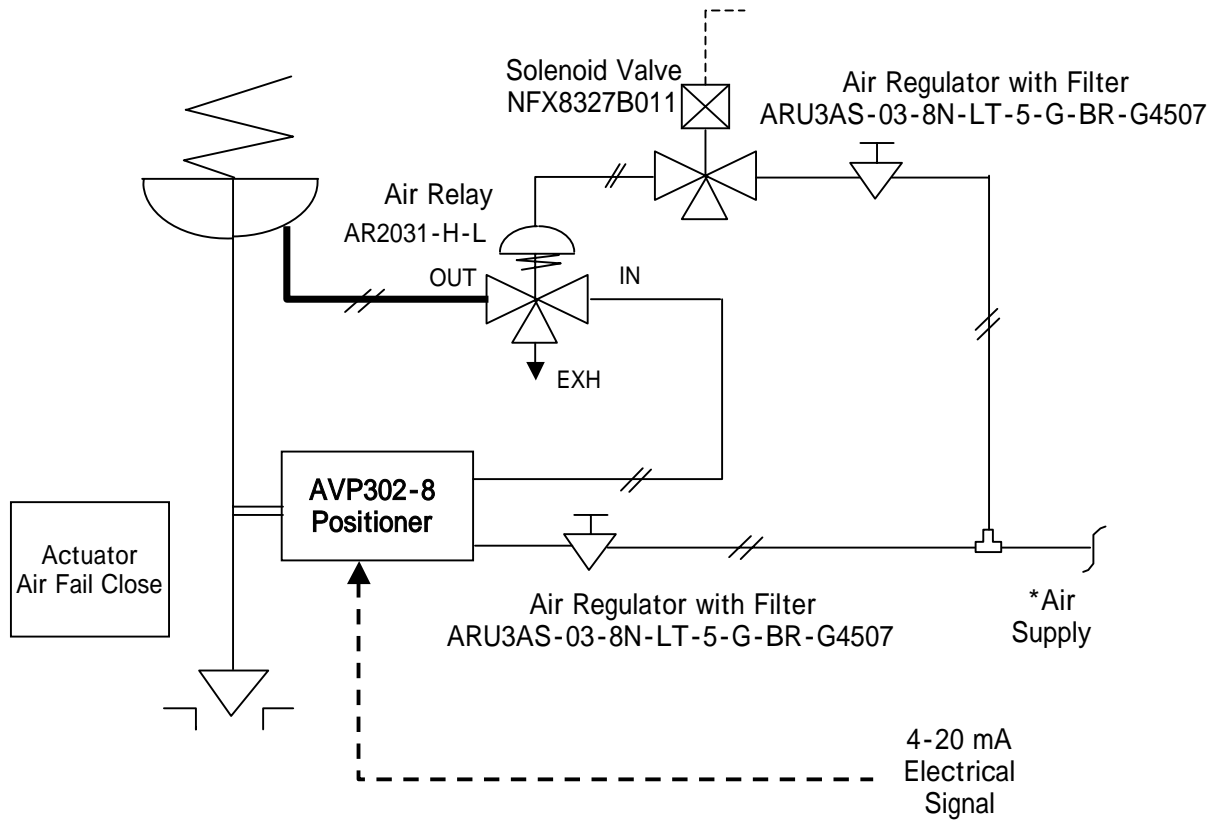 Solenoid Valve
NFX8327B011
Air Regulator with Filter
ARU3AS-03-8N-LT-5-G-BR-G4507
Air Relay
AR2031-H-L
OUT
IN
EXH
AVP302-8
Positioner
Actuator
Air Fail Close
Air Regulator with Filter
ARU3AS-03-8N-LT-5-G-BR-G4507
*Air
Supply
4-20 mA
Electrical
Signal